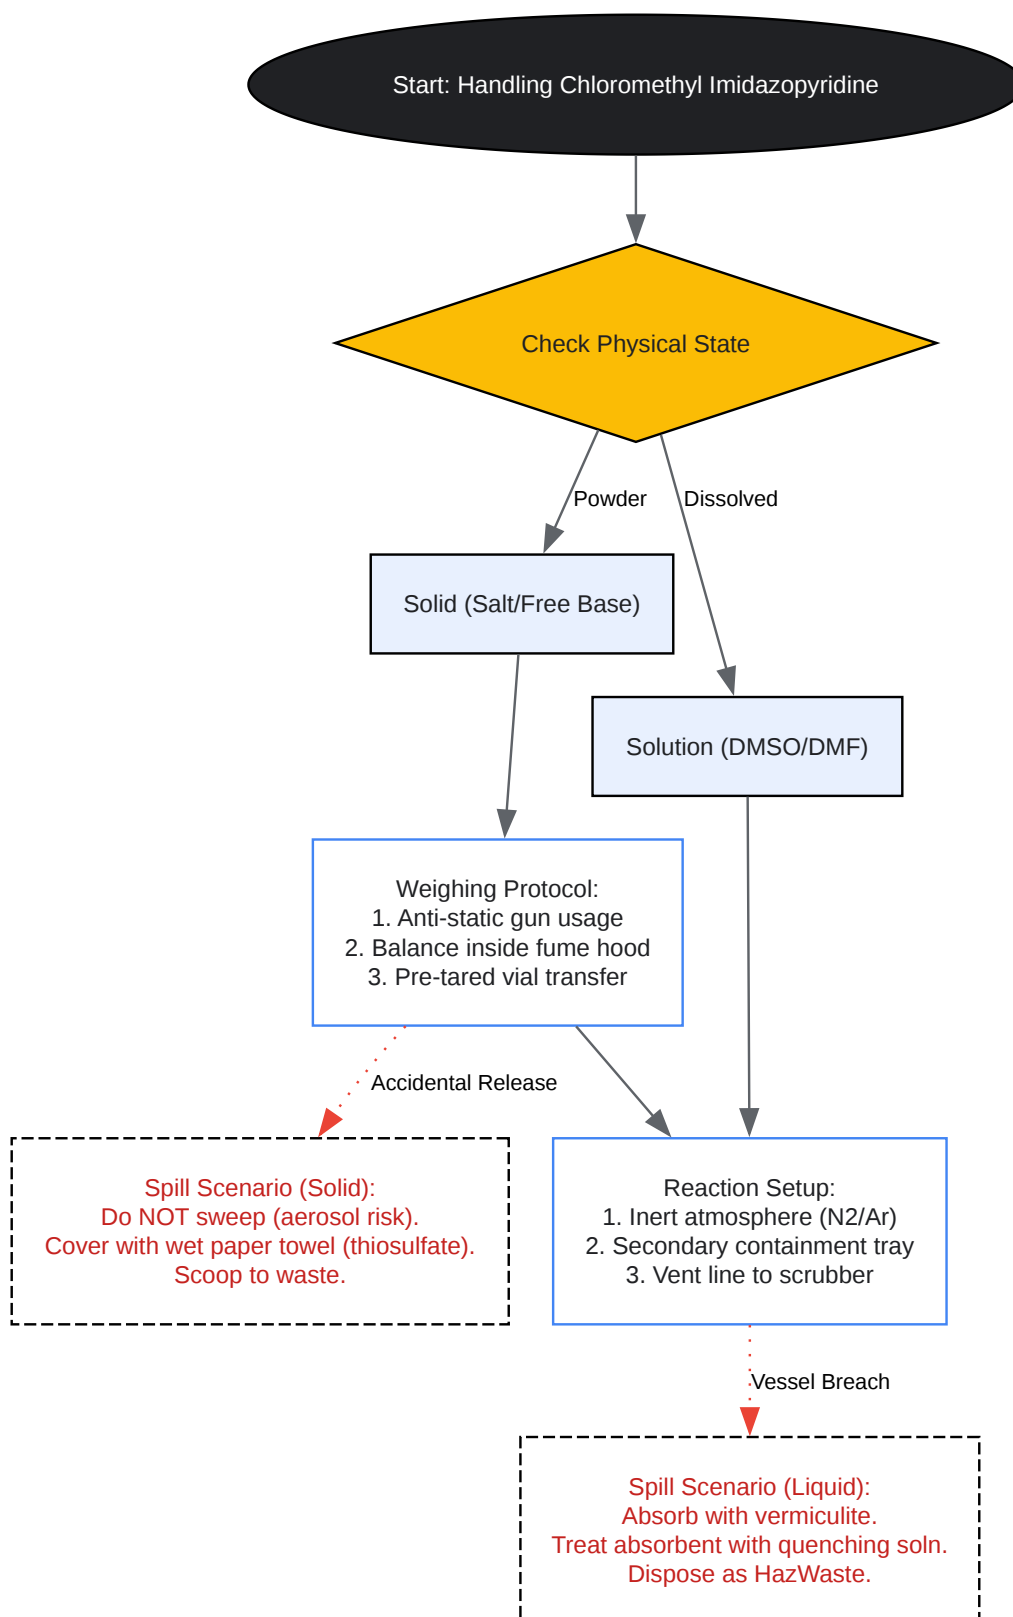 Start: Handling Chloromethyl Imidazopyridine
Check Physical State
Powder
Dissolved
Solid (Salt/Free Base)
Solution (DMSO/DMF)
Weighing Protocol:
1. Anti-static gun usage
2. Balance inside fume hood
3. Pre-tared vial transfer
Accidental Release
Spill Scenario (Solid):
Do NOT sweep (aerosol risk).
Cover with wet paper towel (thiosulfate).
Scoop to waste.
Reaction Setup:
1. Inert atmosphere (N2/Ar)
2. Secondary containment tray
3. Vent line to scrubber
Vessel Breach
Spill Scenario (Liquid):
Absorb with vermiculite.
Treat absorbent with quenching soln.
Dispose as HazWaste.